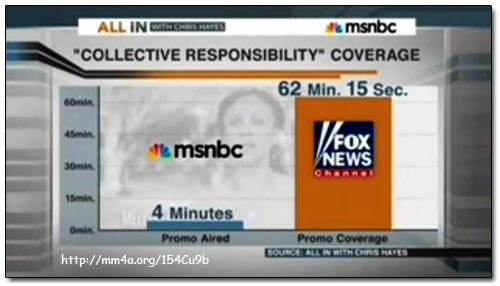 ALL IN WITH CHRIS HAYES
msnbc
"COLLECTIVE RESPONSIBILITY" COVERAGE
62 MIN. 15 SEC.
60min.
45min.
30min.
15min.
0min.
msnbc
FOX
NEWS
Channel
4 MINUTES
Promo Aired
Promo Coverage
SOURCE: ALL IN WITH CHRIS HAYES
http://mm4a.org/154Cu9b